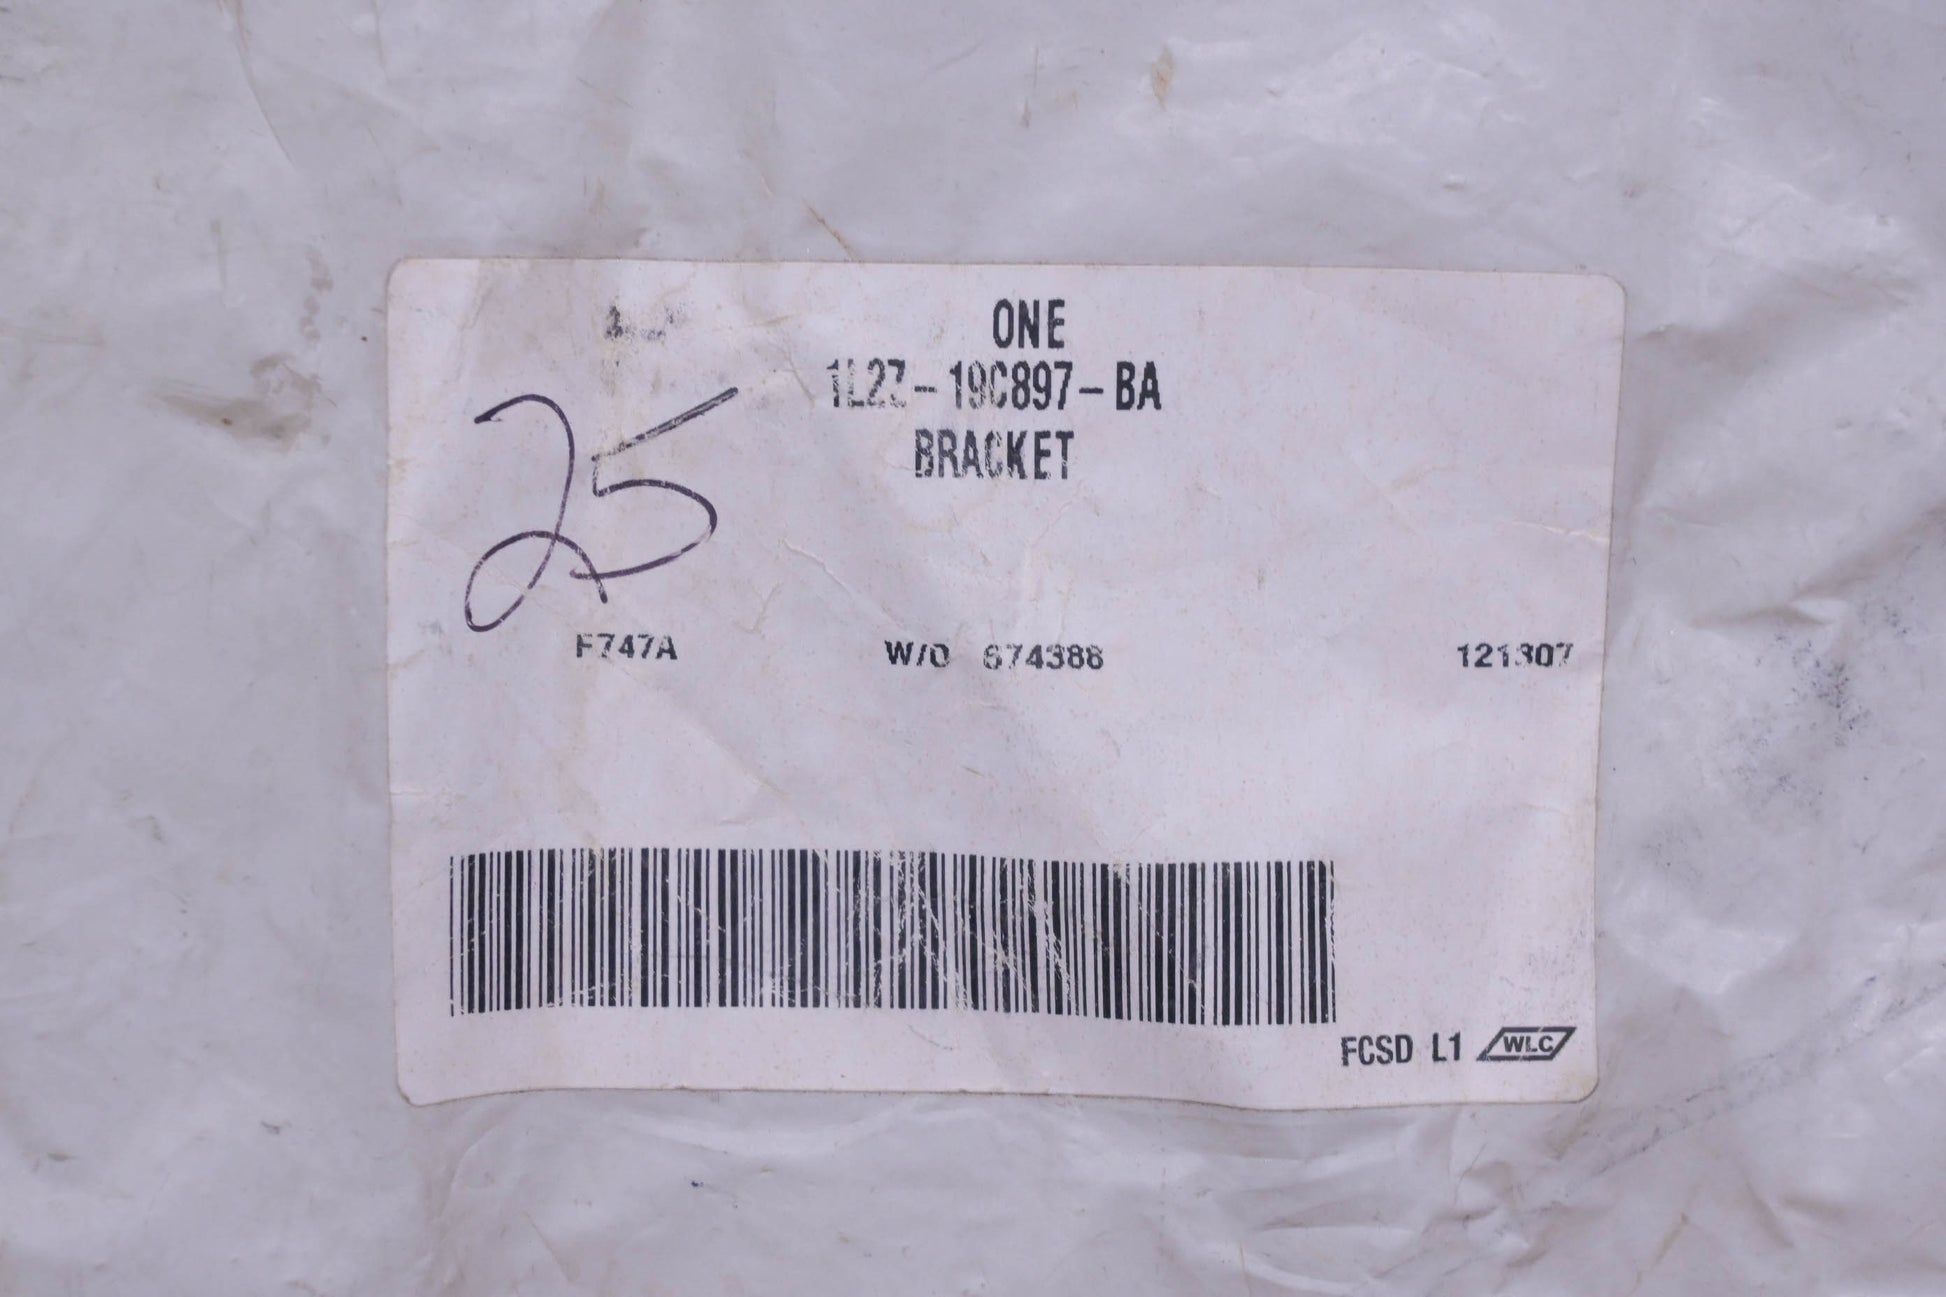 ONE
1L2Z-19C897-BA
BRACKET
25
F747A W/O 674388 121307
FCSD L1 WLC